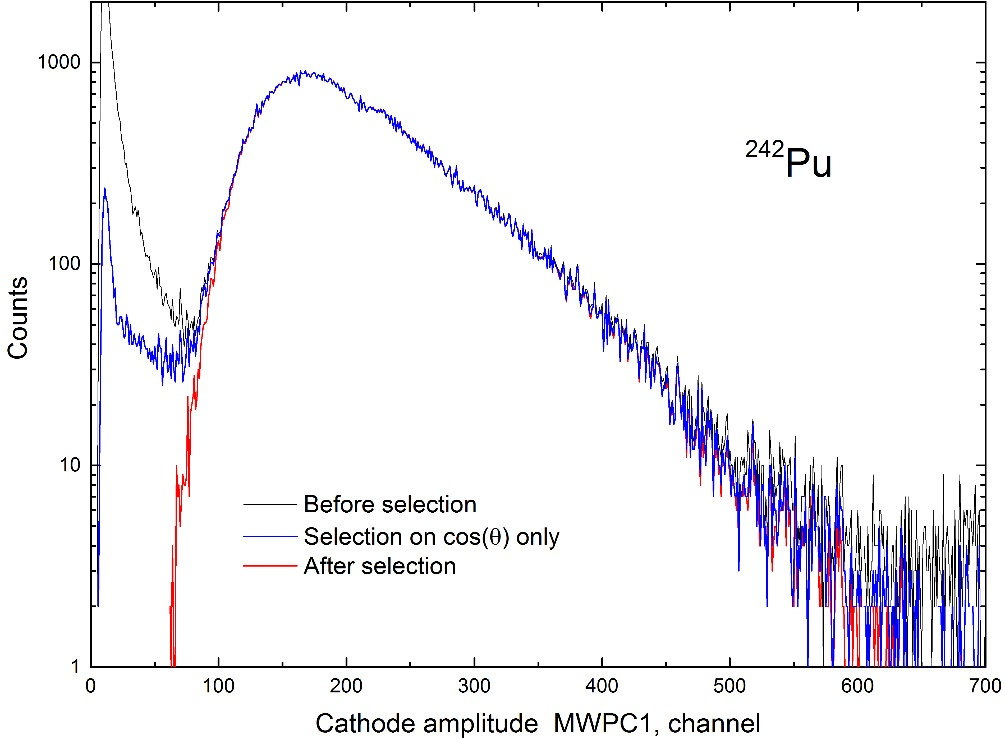 1000
100
10
1
Counts
²⁴²Pu
Before selection
Selection on cos(θ) only
After selection
0 100 200 300 400 500 600 700
Cathode amplitude MWPC1, channel